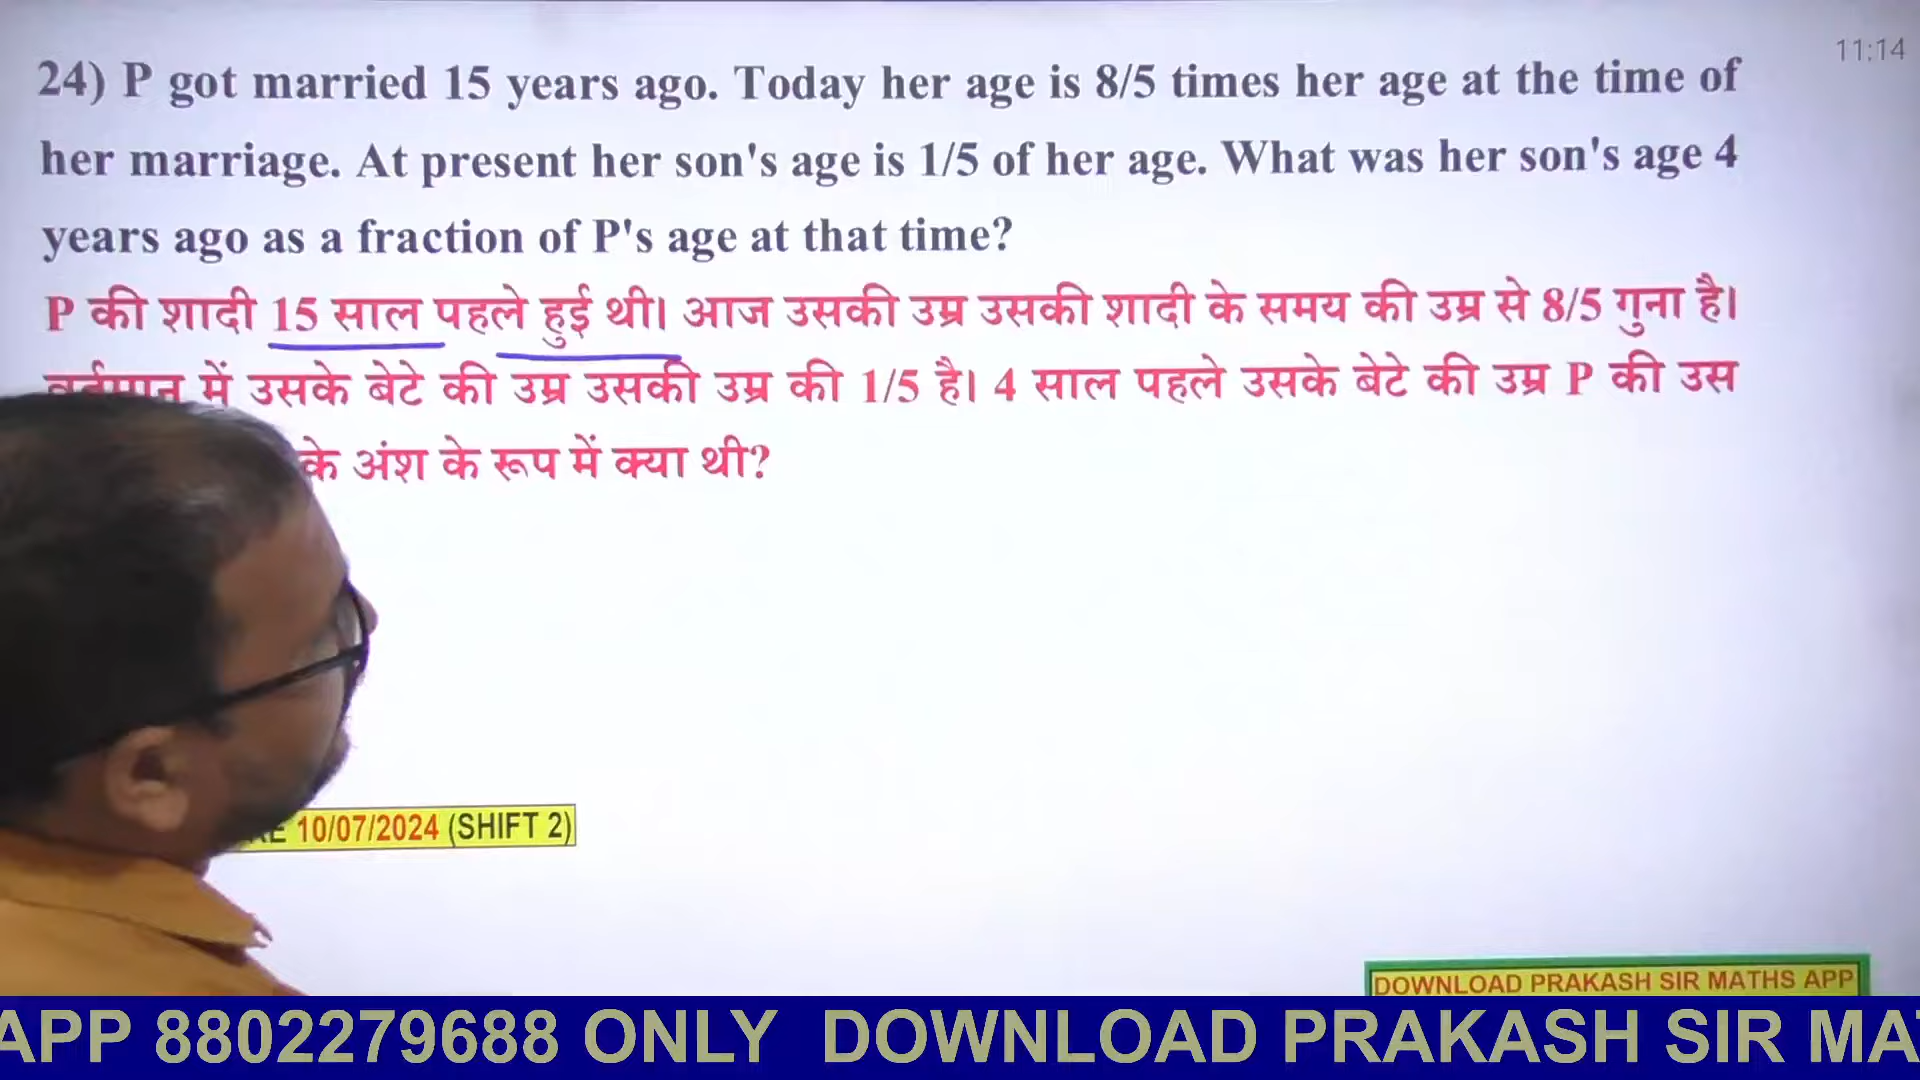 11:14
24) P got married 15 years ago. Today her age is 8/5 times her age at the time of
her marriage. At present her son's age is 1/5 of her age. What was her son's age 4
years ago as a fraction of P's age at that time?
P की शादी 15 साल पहले हुई थी। आज उसकी उम्र उसकी शादी के समय की उम्र से 8/5 गुना है।
वर्तमान में उसके बेटे की उम्र उसकी उम्र की 1/5 है। 4 साल पहले उसके बेटे की उम्र P की उस
के अंश के रूप में क्या थी?
10/07/2024 (SHIFT 2)
DOWNLOAD PRAKASH SIR MATHS APP
APP 8802279688 ONLY DOWNLOAD PRAKASH SIR MA